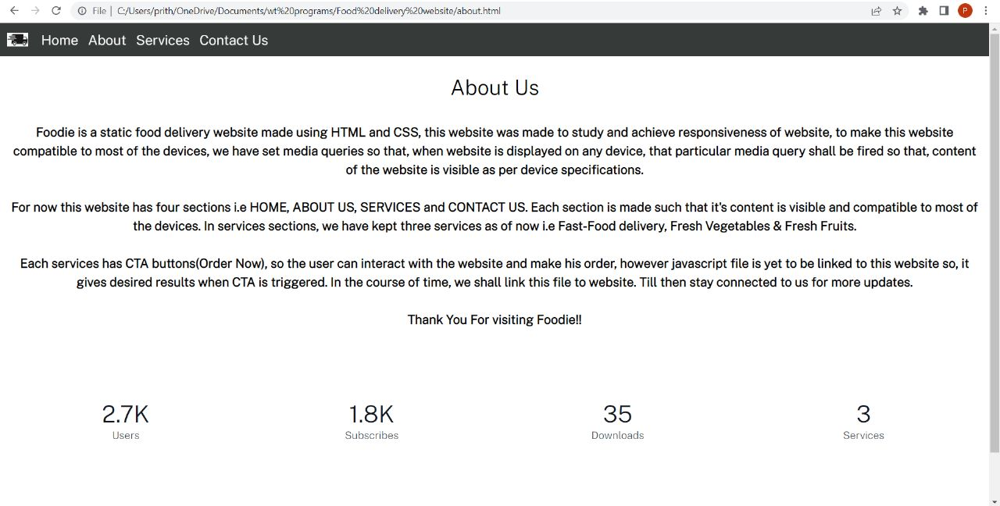 File | C:/Users/prith/OneDrive/Documents/wt%20programs/Food%20delivery%20website/about.html
P
Home About Services Contact Us
About Us
Foodie is a static food delivery website made using HTML and CSS, this website was made to study and achieve responsiveness of website, to make this website
compatible to most of the devices, we have set media queries so that, when website is displayed on any device, that particular media query shall be fired so that, content
of the website is visible as per device specifications.
For now this website has four sections i.e HOME, ABOUT US, SERVICES and CONTACT US. Each section is made such that it's content is visible and compatible to most of
the devices. In services sections, we have kept three services as of now i.e Fast-Food delivery, Fresh Vegetables & Fresh Fruits.
Each services has CTA buttons(Order Now), so the user can interact with the website and make his order, however javascript file is yet to be linked to this website so, it
gives desired results when CTA is triggered. In the course of time, we shall link this file to website. Till then stay connected to us for more updates.
Thank You For visiting Foodie!!
2.7K 1.8K 35 3
Users Subscribes Downloads Services